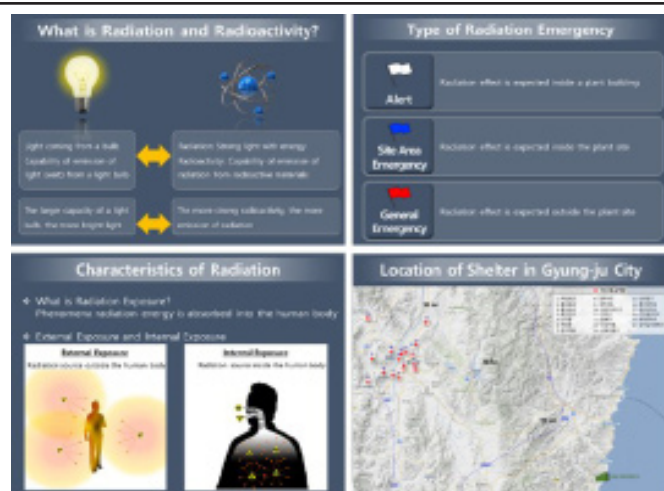 What is Radiation and Radioactivity?
Light coming from a bulb
Capability of emission of
light (watt) from a light bulb
Radiation: Strong light with energy
Radioactivity: Capability of emission of
radiation from radioactive materials
The large capacity of a light
bulb, the more bright light
The more strong radioactivity, the more
emission of radiation
Type of Radiation Emergency
Alert
Radiation effect is expected inside a plant building
Site Area
Emergency
Radiation effect is expected inside the plant site
General
Emergency
Radiation effect is expected outside the plant site
Characteristics of Radiation
What is Radiation Exposure?
Phenomena radiation energy is absorbed into the human body
External Exposure and Internal Exposure
External Exposure
Radiation source outside the human body
Internal Exposure
Radiation source inside the human body
Location of Shelter in Gyung-ju City